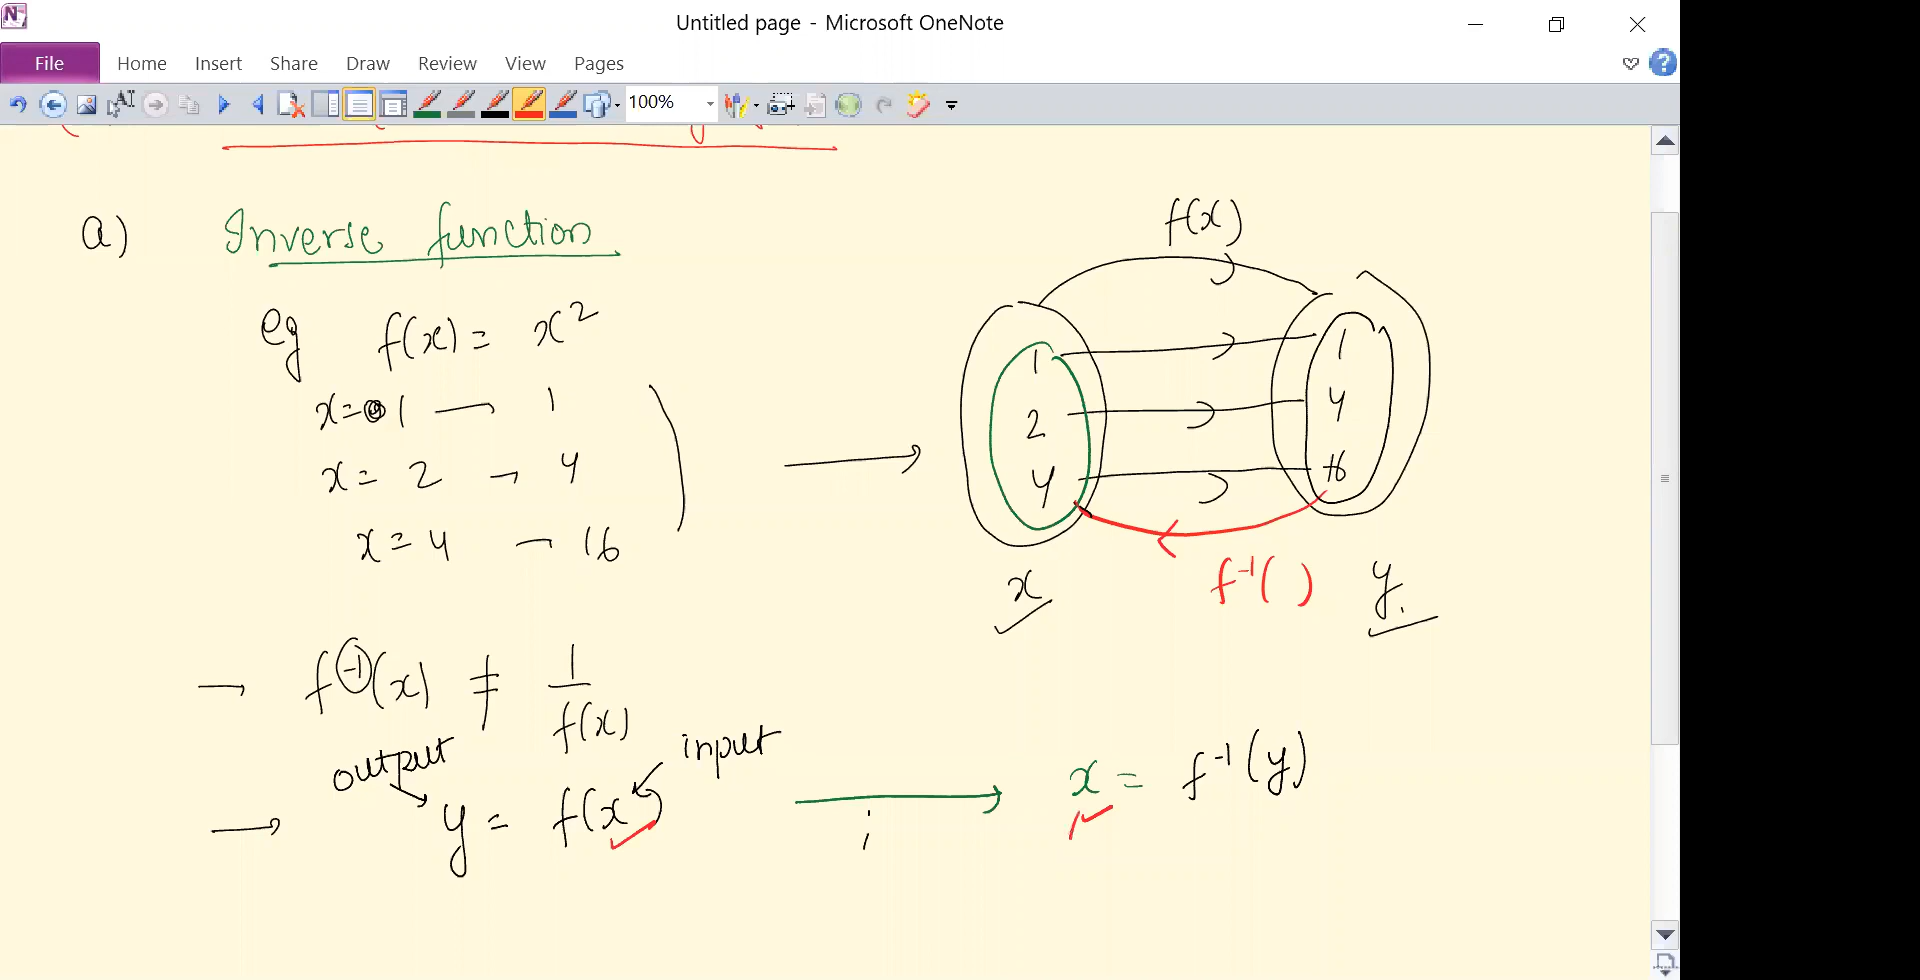 Untitled page - Microsoft OneNote
File Home Insert Share Draw Review View Pages
100%
a) Inverse function
eg f(x) = x²
x = 1 — 1
x = 2 → 4
x = 4 → 16
f(x)
1 1
2 4
4 16
f⁻¹( )
x y
→ f⁻¹(x) ≠ 1/f(x)
output input
→ y = f(x) → x = f⁻¹(y)
i